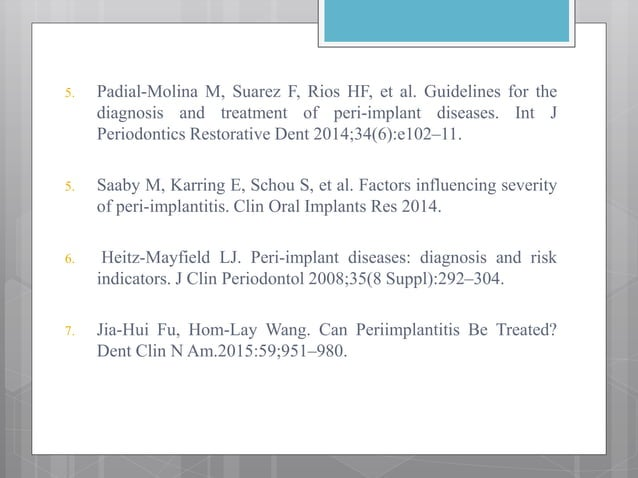 5. Padial-Molina M, Suarez F, Rios HF, et al. Guidelines for the
diagnosis and treatment of peri-implant diseases. Int J
Periodontics Restorative Dent 2014;34(6):e102–11.
5. Saaby M, Karring E, Schou S, et al. Factors influencing severity
of peri-implantitis. Clin Oral Implants Res 2014.
6. Heitz-Mayfield LJ. Peri-implant diseases: diagnosis and risk
indicators. J Clin Periodontol 2008;35(8 Suppl):292–304.
7. Jia-Hui Fu, Hom-Lay Wang. Can Periimplantitis Be Treated?
Dent Clin N Am.2015:59;951–980.